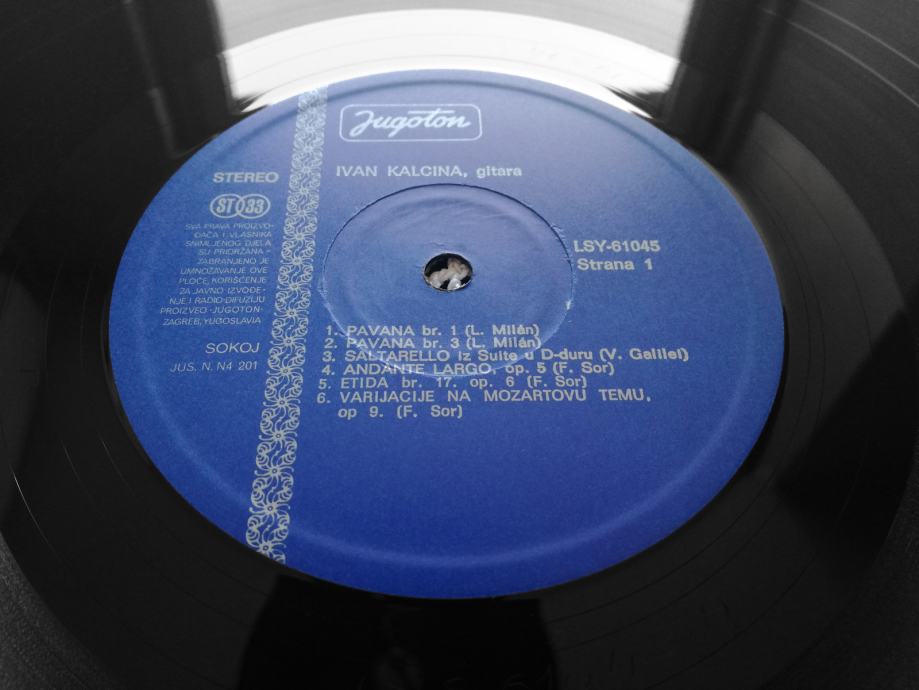 Jugoton
IVAN KALCINA, gitara
STEREO
ST 33
SVA PRAVA PROIZVO-
ĐAČA I VLASNIKA
SNIMLJENOG DJELA
SU PRIDRŽANA -
ZABRANJENO JE
UMNOŽAVANJE OVE
PLOČE, KORIŠĆENJE
ZA JAVNO IZVOĐE-
NJE I RADIO-DIFUZIJU
PROIZVEO »JUGOTON«
ZAGREB, YUGOSLAVIA
SOKOJ
JUS. N. N4 201
LSY-61045
Strana 1
1. PAVANA br. 1 (L. Milán)
2. PAVANA br. 3 (L. Milán)
3. SALTARELLO iz Suite u D-duru (V. Galilei)
4. ANDANTE LARGO, op. 5 (F. Sor)
5. ETIDA br. 17. op. 6 (F. Sor)
6. VARIJACIJE NA MOZARTOVU TEMU,
op 9. (F. Sor)